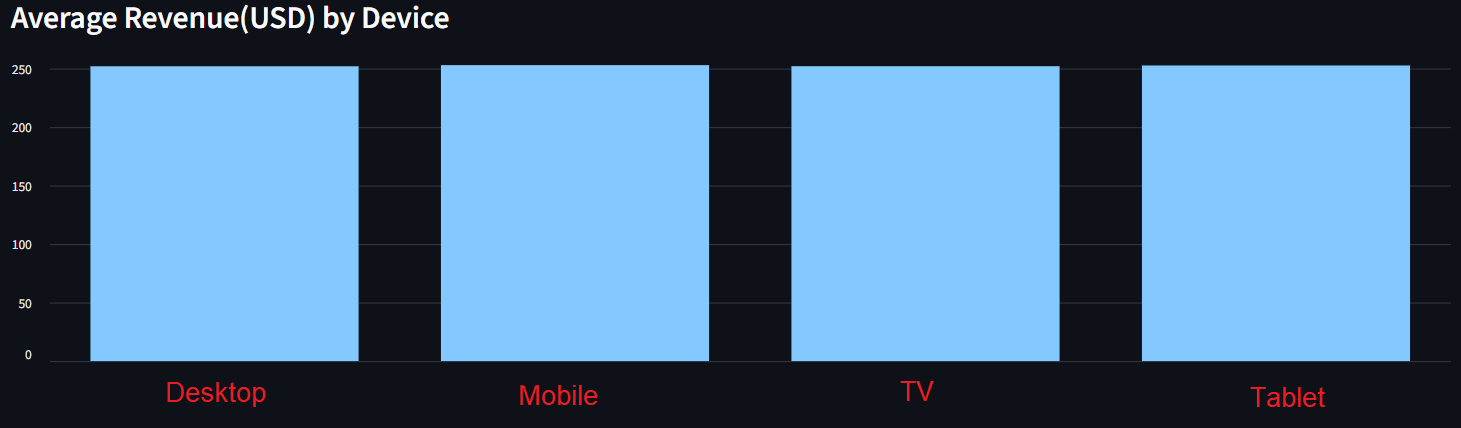 Average Revenue(USD) by Device
250
200
150
100
50
0
Desktop
Mobile
TV
Tablet